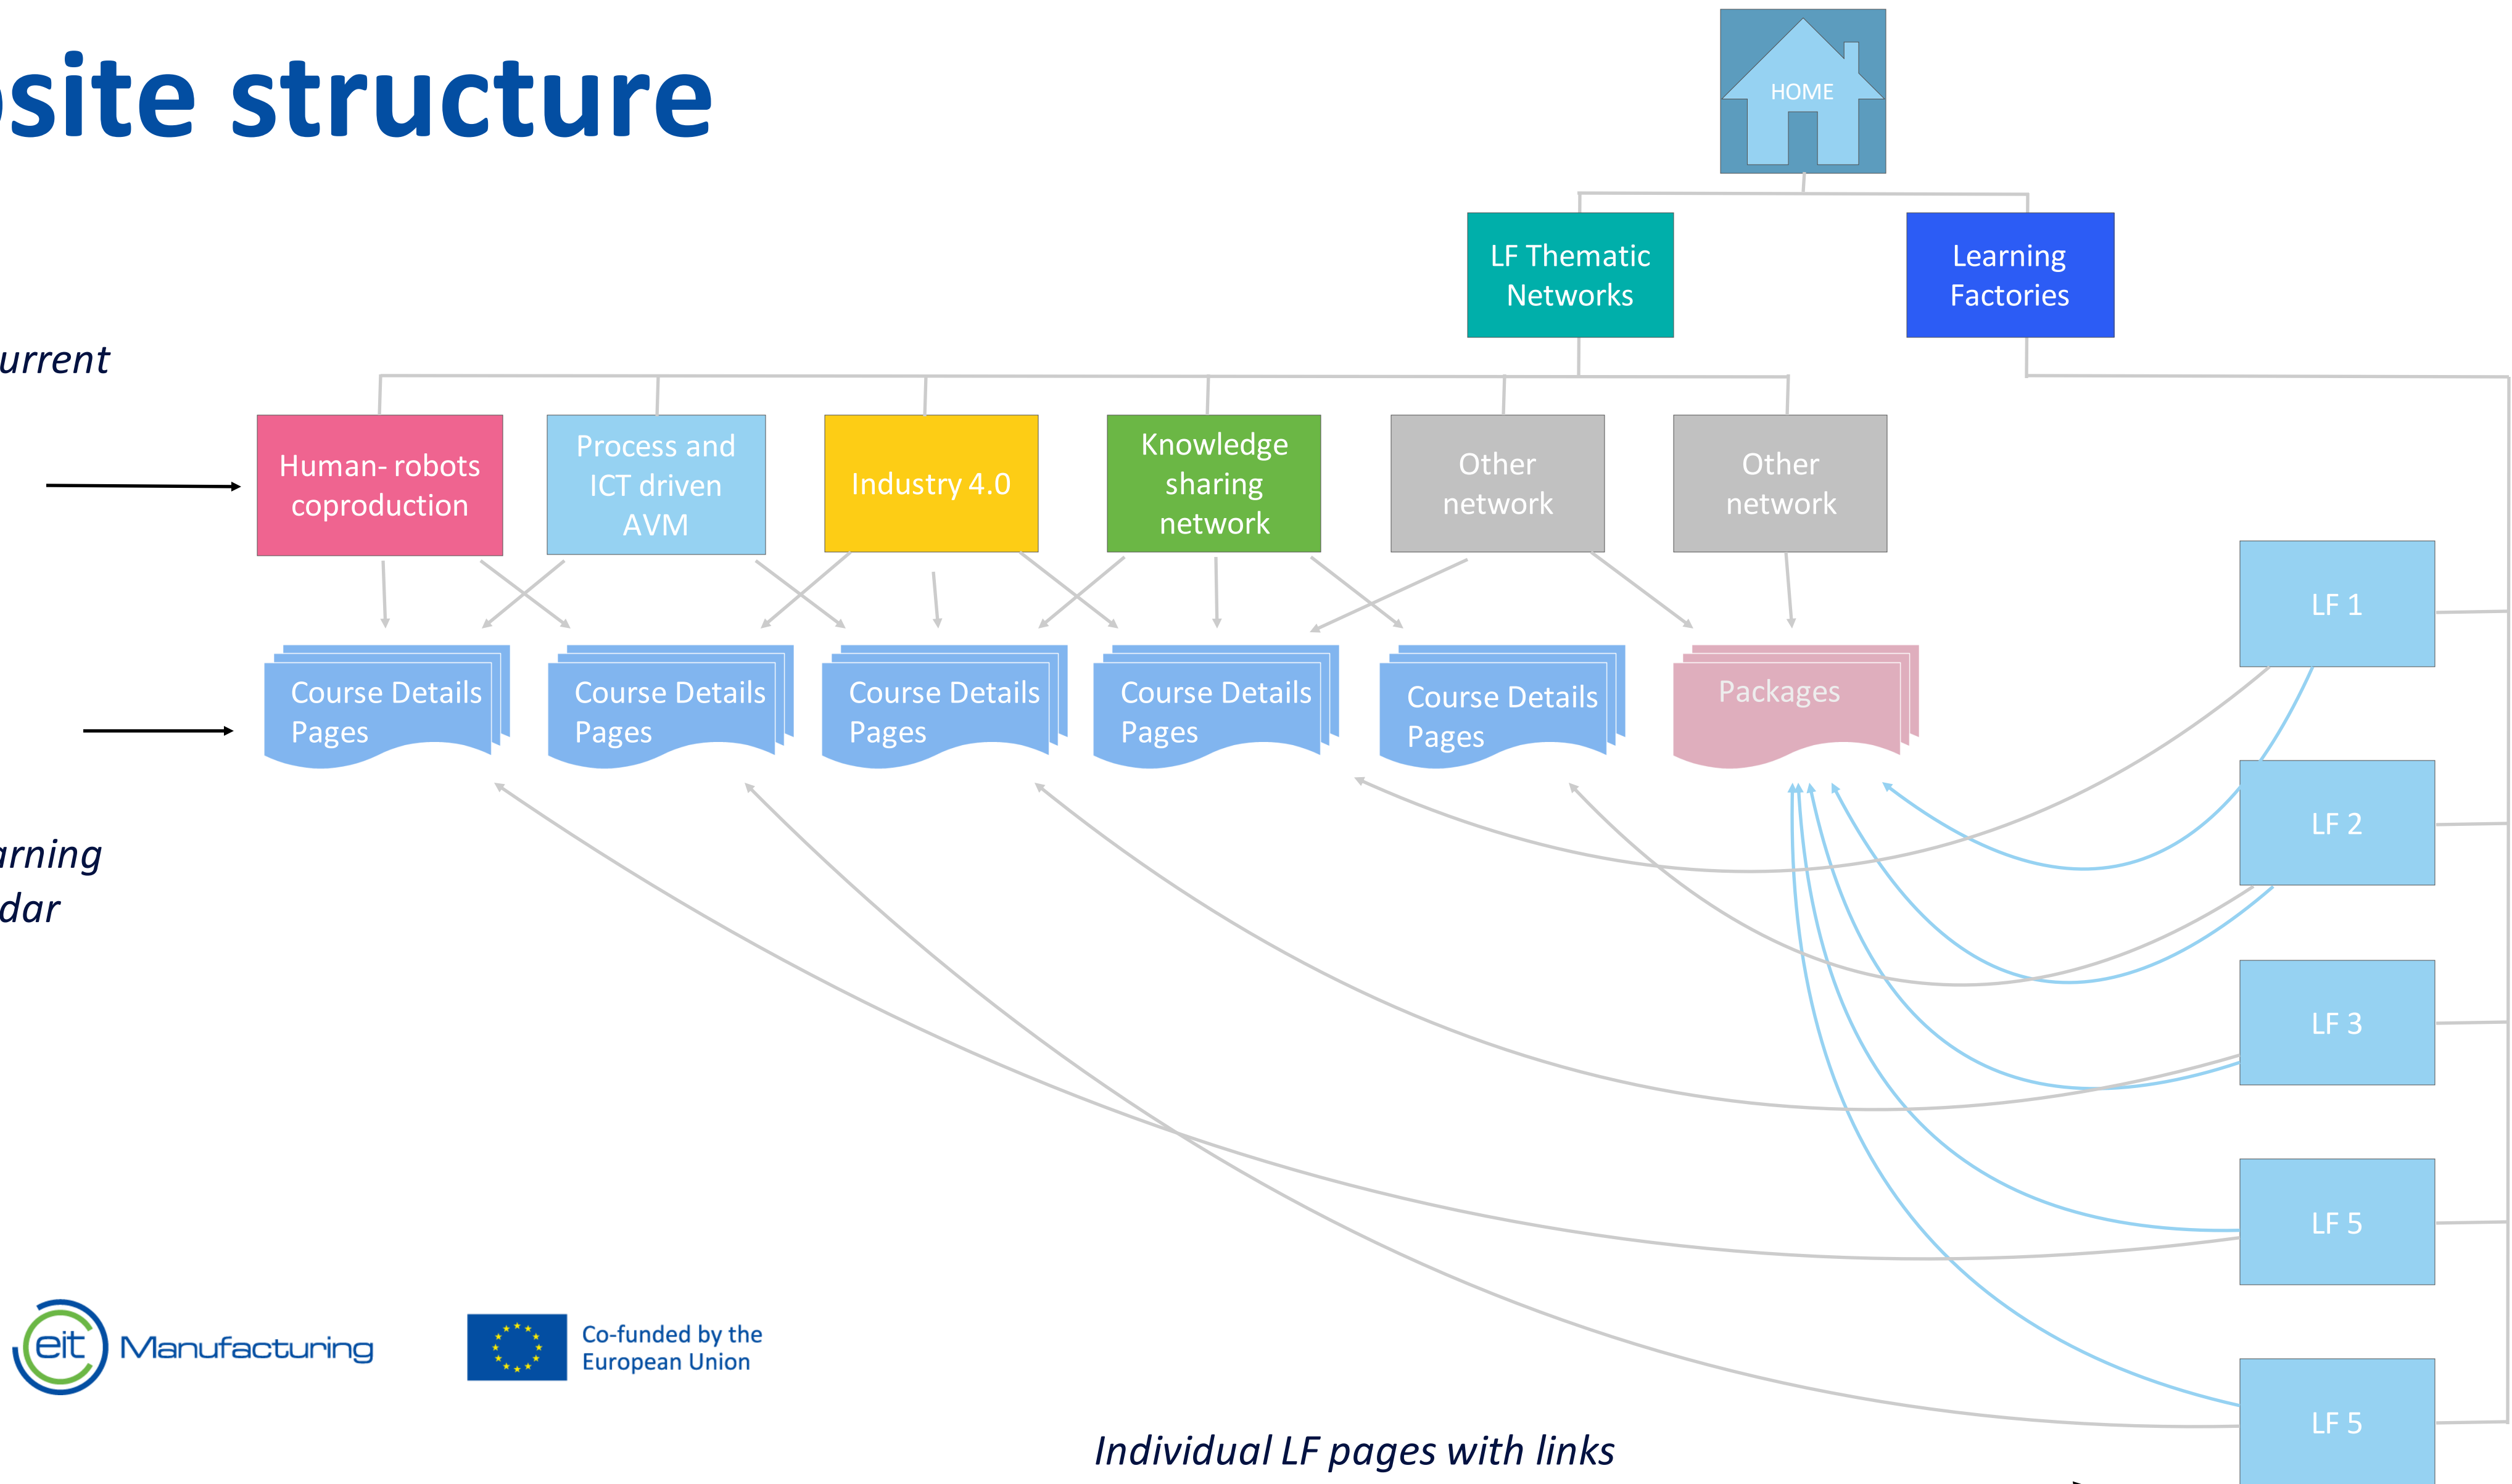 bsite structure
HOME
LF Thematic
Networks
Learning
Factories
urrent
Human- robots
coproduction
Process and
ICT driven
AVM
Industry 4.0
Knowledge
sharing
network
Other
network
Other
network
Course Details
Pages
Course Details
Pages
Course Details
Pages
Course Details
Pages
Course Details
Pages
Packages
arning
dar
LF 1
LF 2
LF 3
LF 5
LF 5
eit Manufacturing
Co-funded by the
European Union
Individual LF pages with links